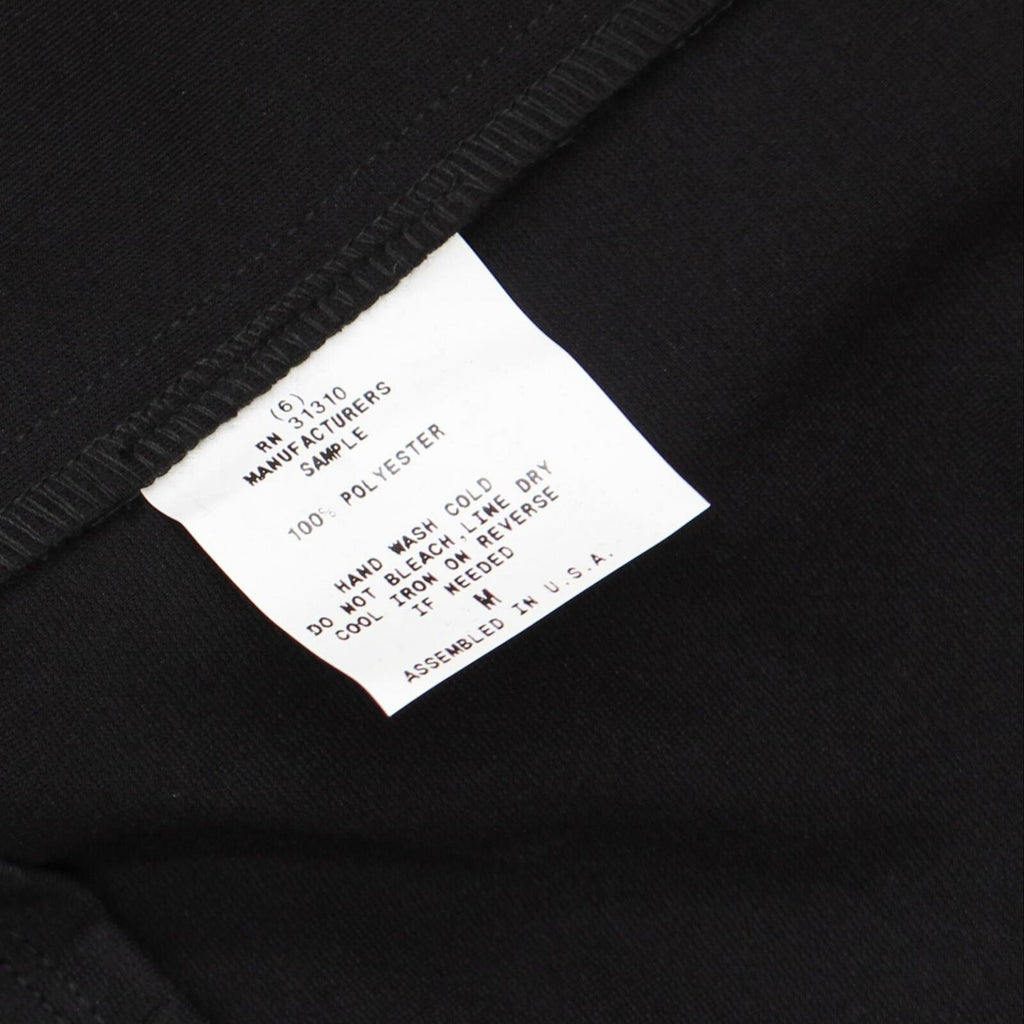 (6)
RN 31310
MANUFACTURERS
SAMPLE
100% POLYESTER
HAND WASH COLD
DO NOT BLEACH,LINE DRY
COOL IRON ON REVERSE
IF NEEDED
M
ASSEMBLED IN U.S.A.